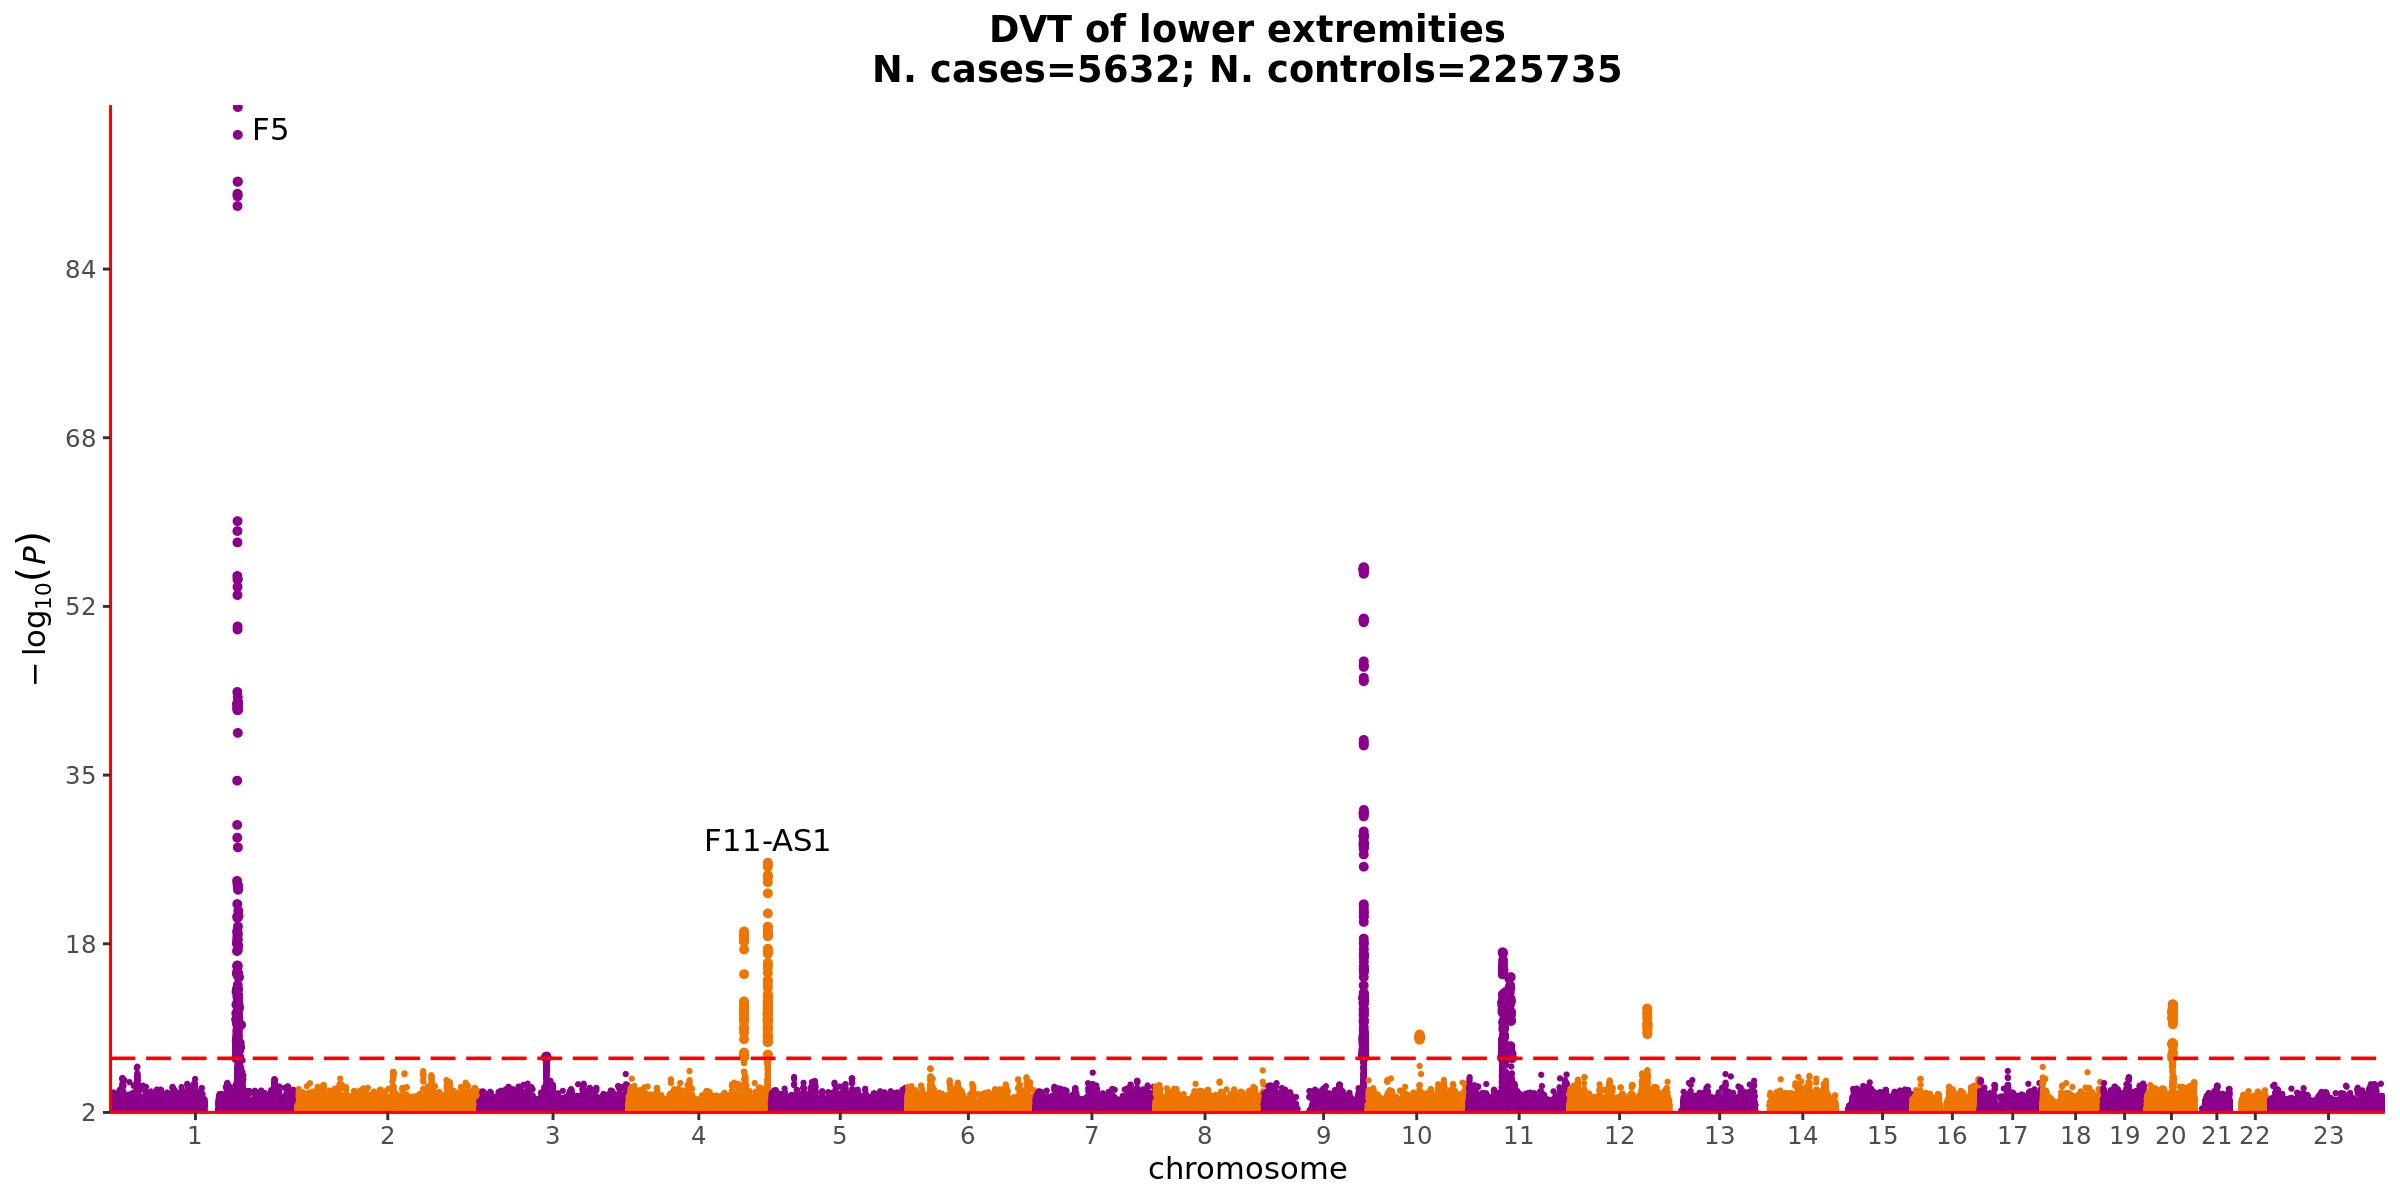 DVT of lower extremities
N. cases=5632; N. controls=225735
F5
84
68
−log10(P)
52
35
F11-AS1
18
2
1 2 3 4 5 6 7 8 9 10 11 12 13 14 15 16 17 18 19 20 21 22 23
chromosome